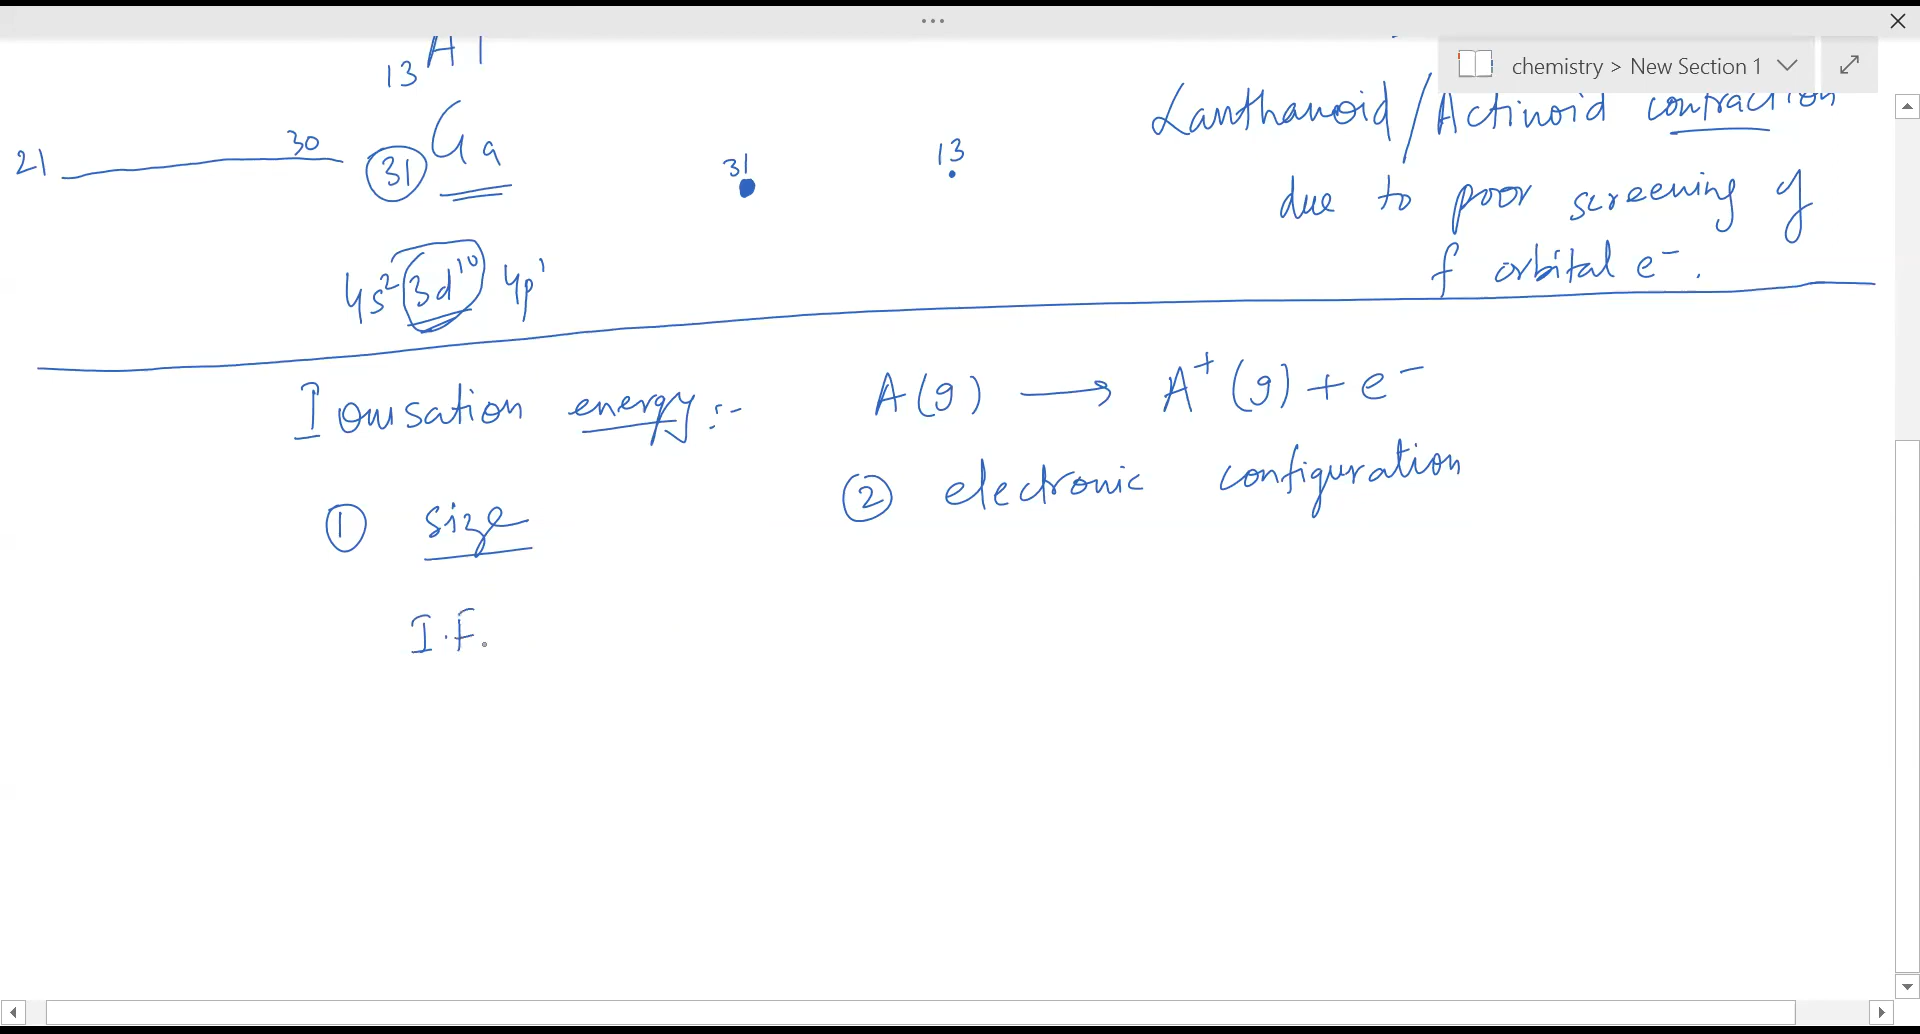 ...
chemistry > New Section 1
13 Al
Lanthanoid/Actinoid contraction
21 30 31 Ga 31 13
due to poor screening of
f orbital e⁻.
4s² 3d¹⁰ 4p¹
Ionisation energy :- A(g) → A⁺(g) + e⁻
① size ② electronic configuration
I.E.